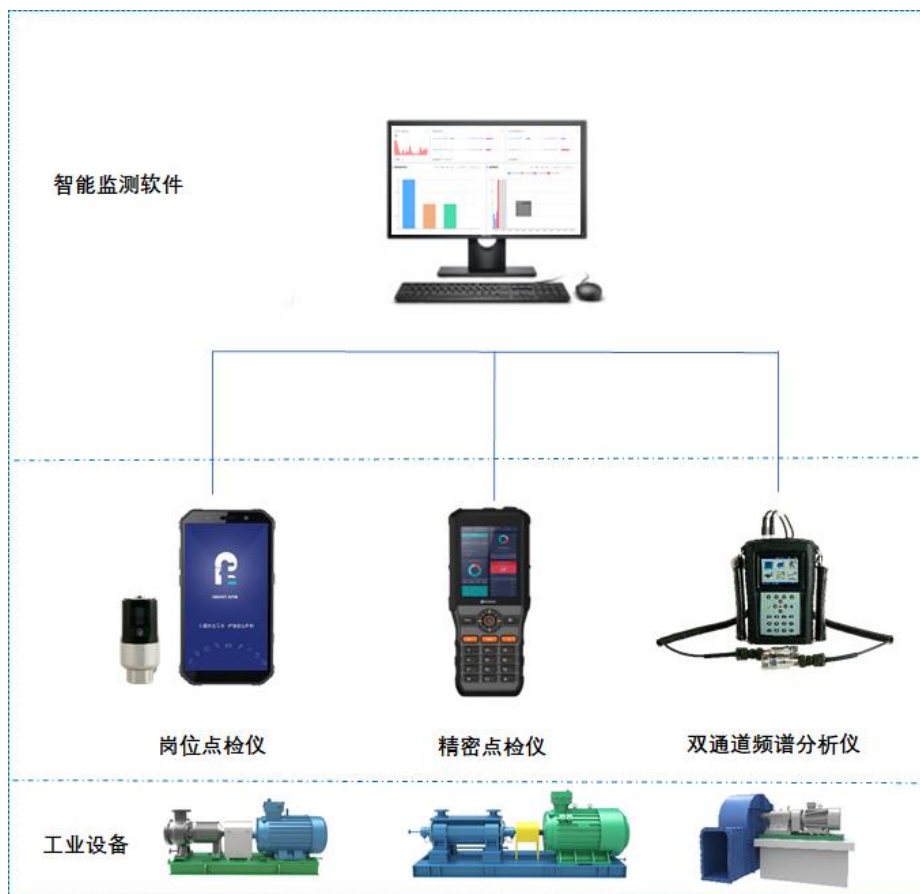 智能监测软件
岗位点检仪
精密点检仪
双通道频谱分析仪
工业设备